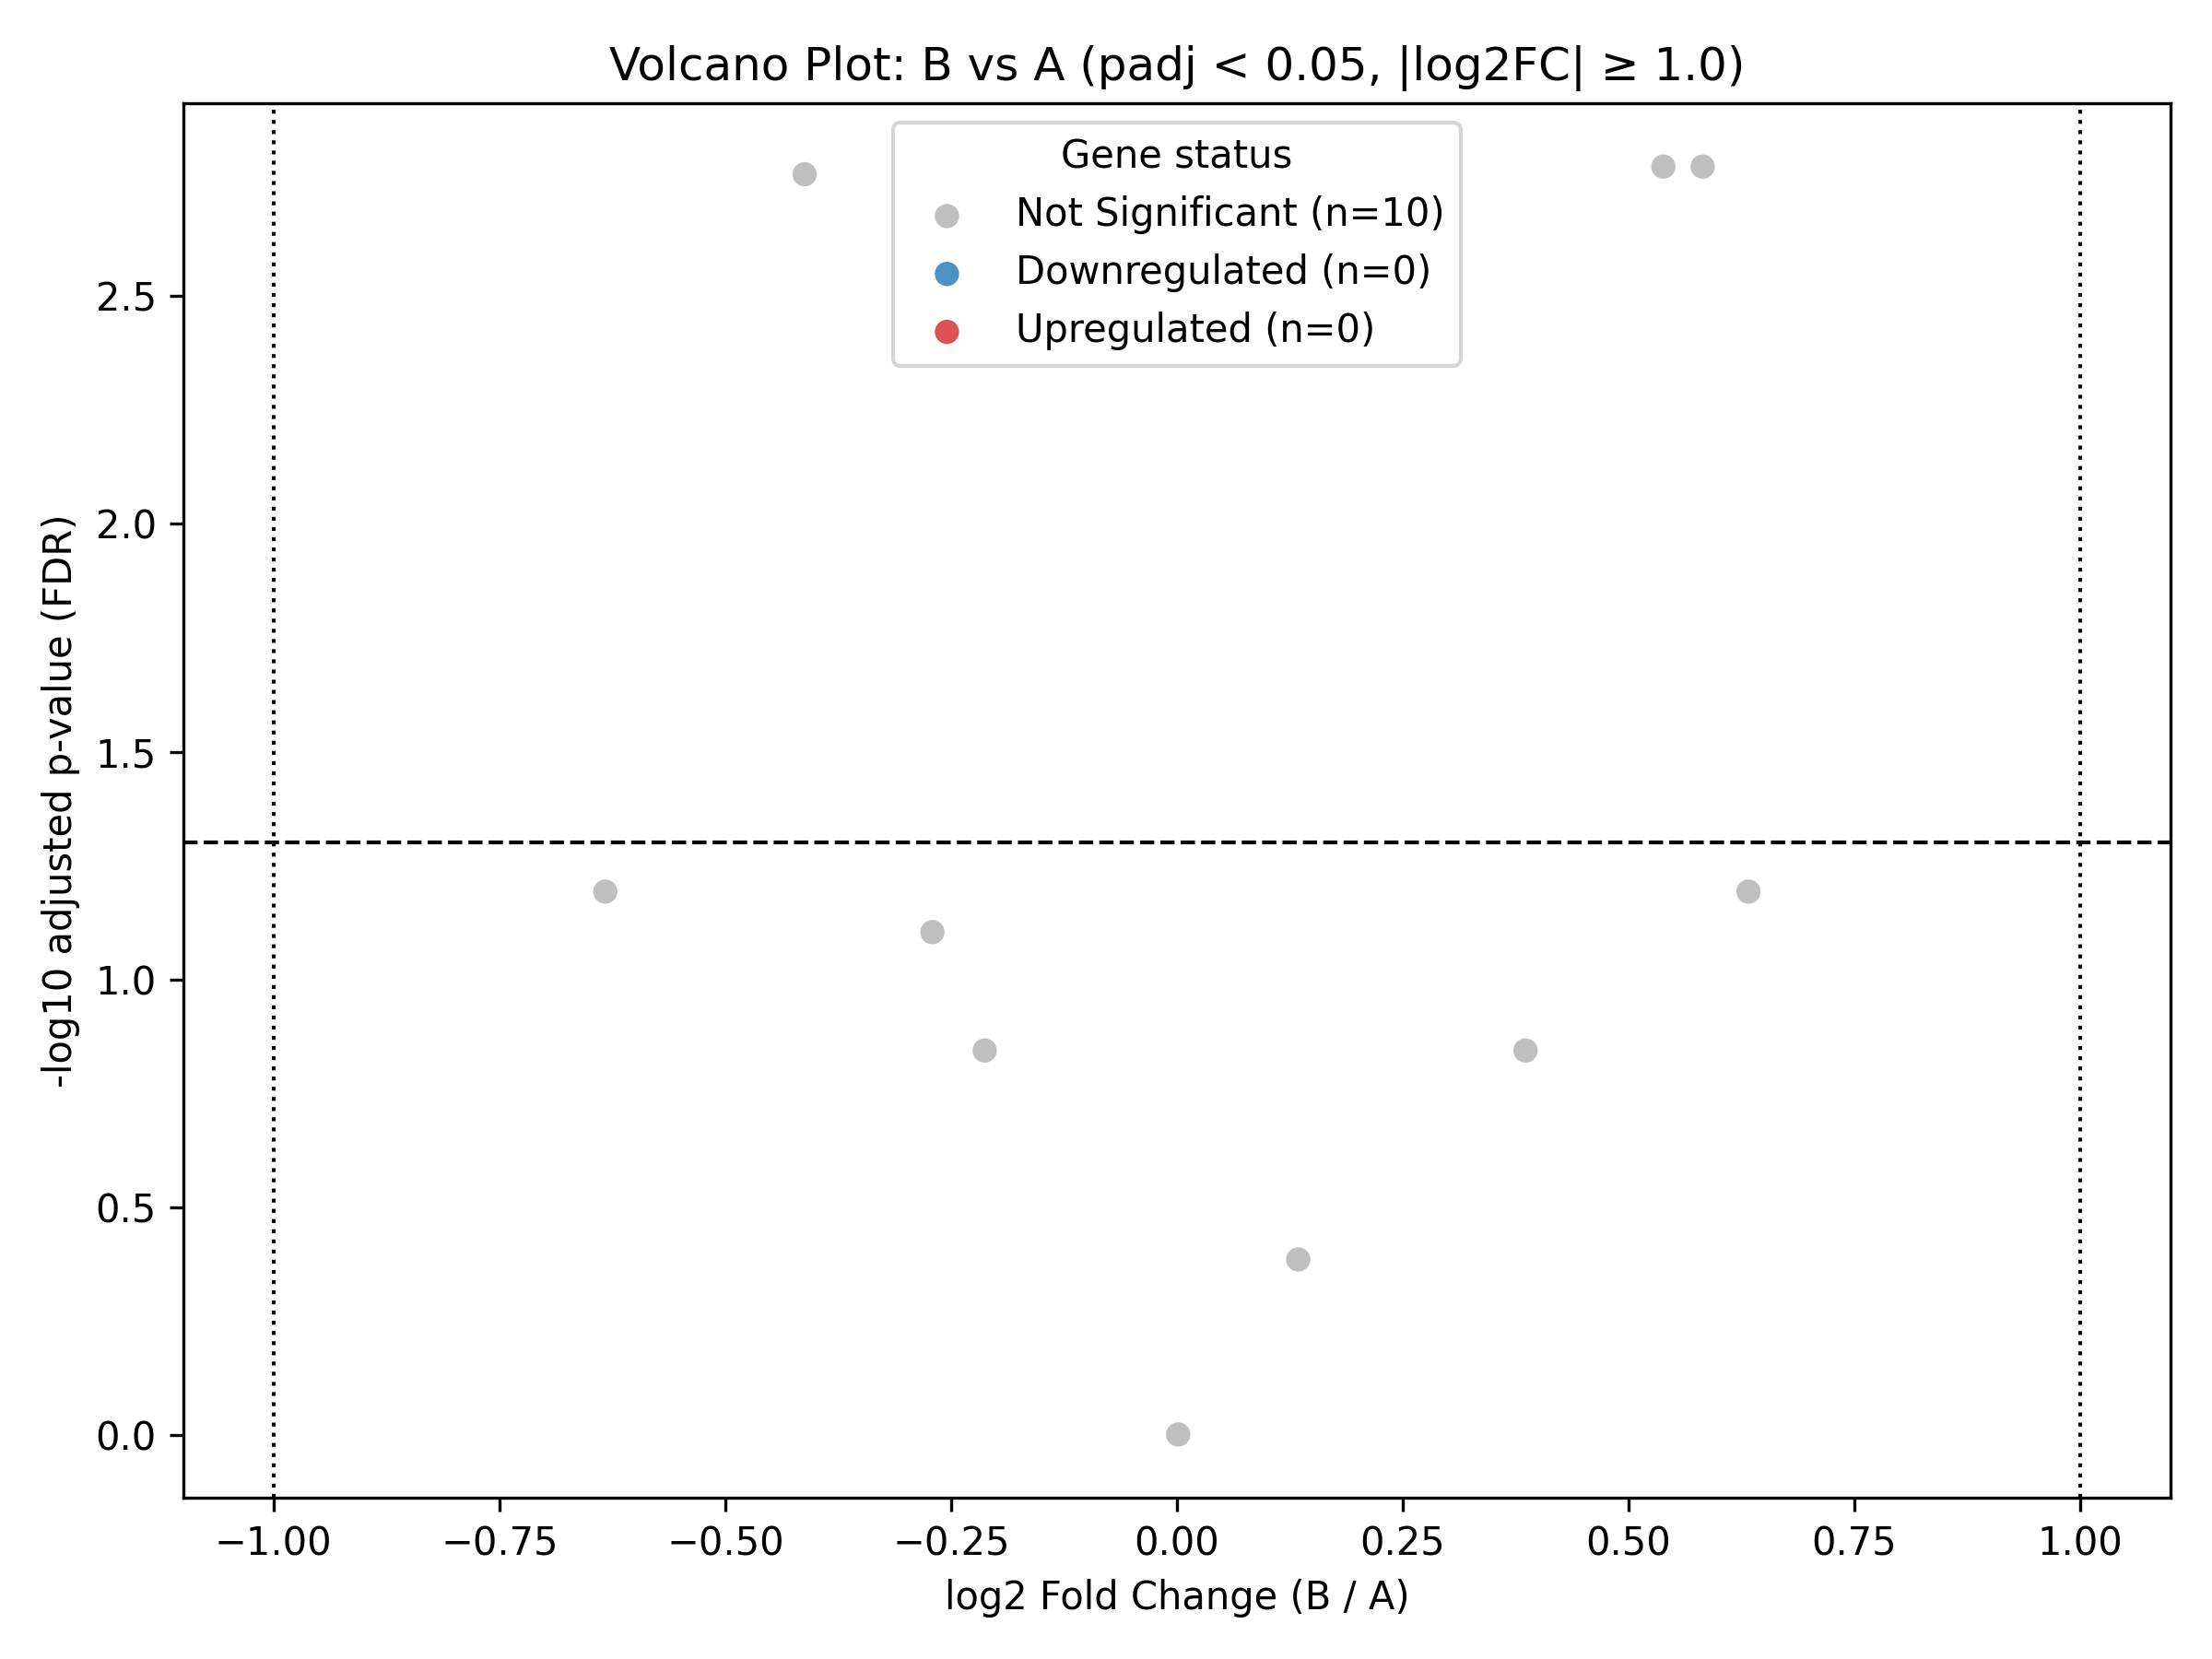 Volcano Plot: B vs A (padj < 0.05, |log2FC| ≥ 1.0)
Gene status
Not Significant (n=10)
Downregulated (n=0)
Upregulated (n=0)
-log10 adjusted p-value (FDR)
2.5
2.0
1.5
1.0
0.5
0.0
−1.00
−0.75
−0.50
−0.25
0.00
0.25
0.50
0.75
1.00
log2 Fold Change (B / A)